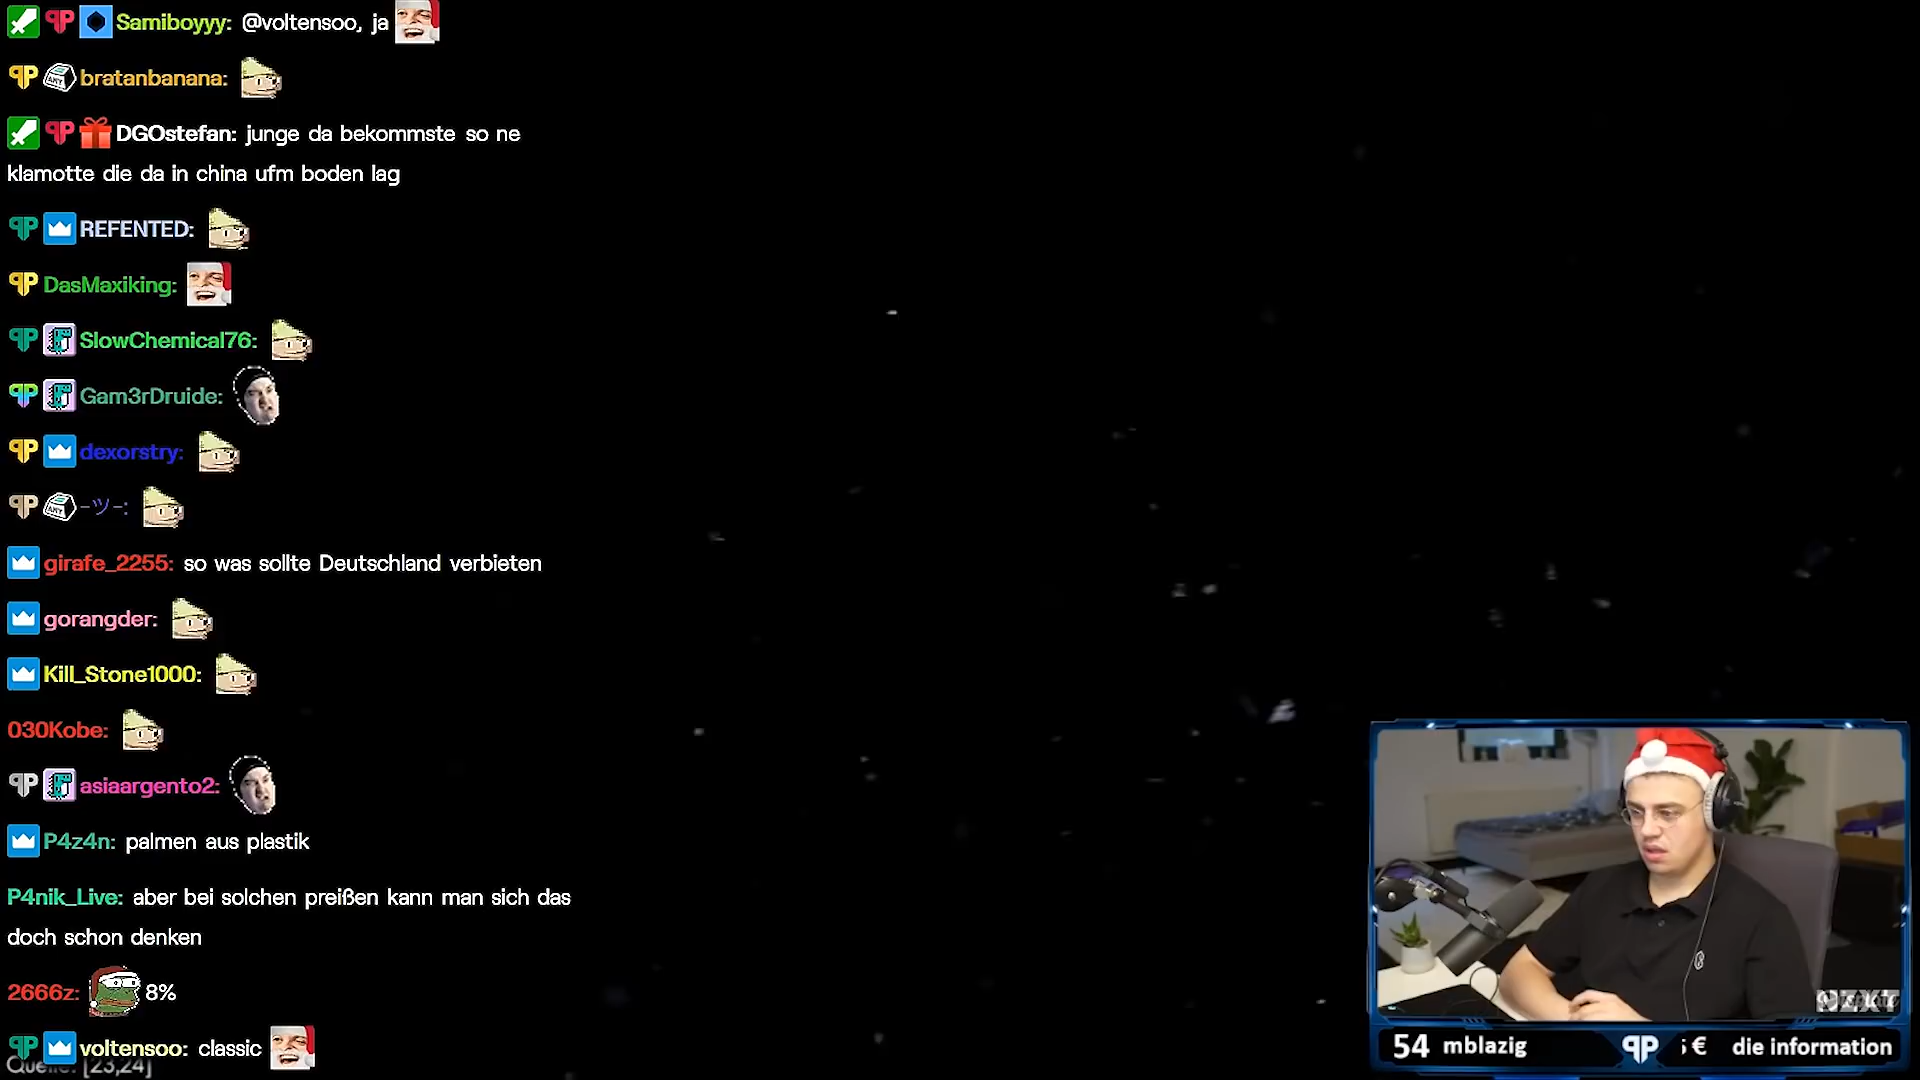 Samiboyyy: @voltensoo, ja
bratanbanana:
DGOstefan: junge da bekommste so ne
klamotte die da in china ufm boden lag
REFENTED:
DasMaxiking:
SlowChemical76:
Gam3rDruide:
dexorstry:
-ツ-:
girafe_2255: so was sollte Deutschland verbieten
gorangder:
Kill_Stone1000:
030Kobe:
asiaargento2:
P4z4n: palmen aus plastik
P4nik_Live: aber bei solchen preißen kann man sich das
doch schon denken
2666z: 8%
voltensoo: classic
Quelle: [23,24]
54 mblazig
€ die information